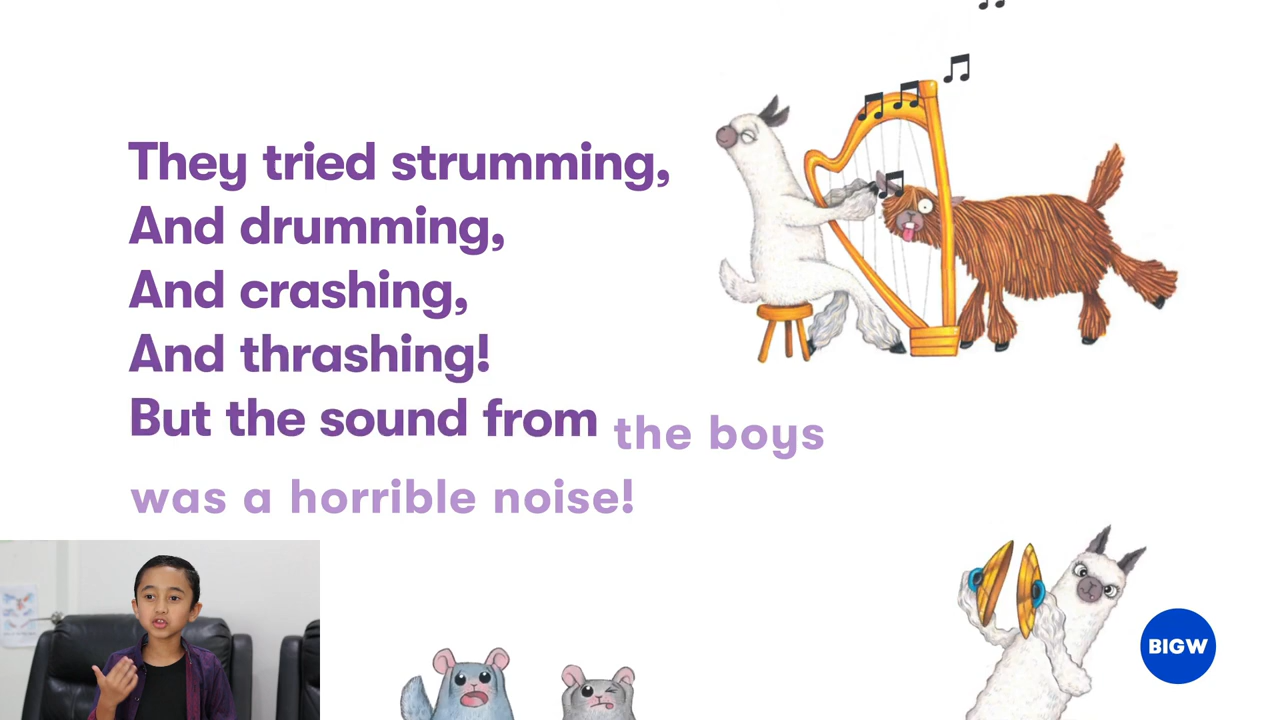 They tried strumming,
And drumming,
And crashing,
And thrashing!
But the sound from the boys
was a horrible noise!
BIGW